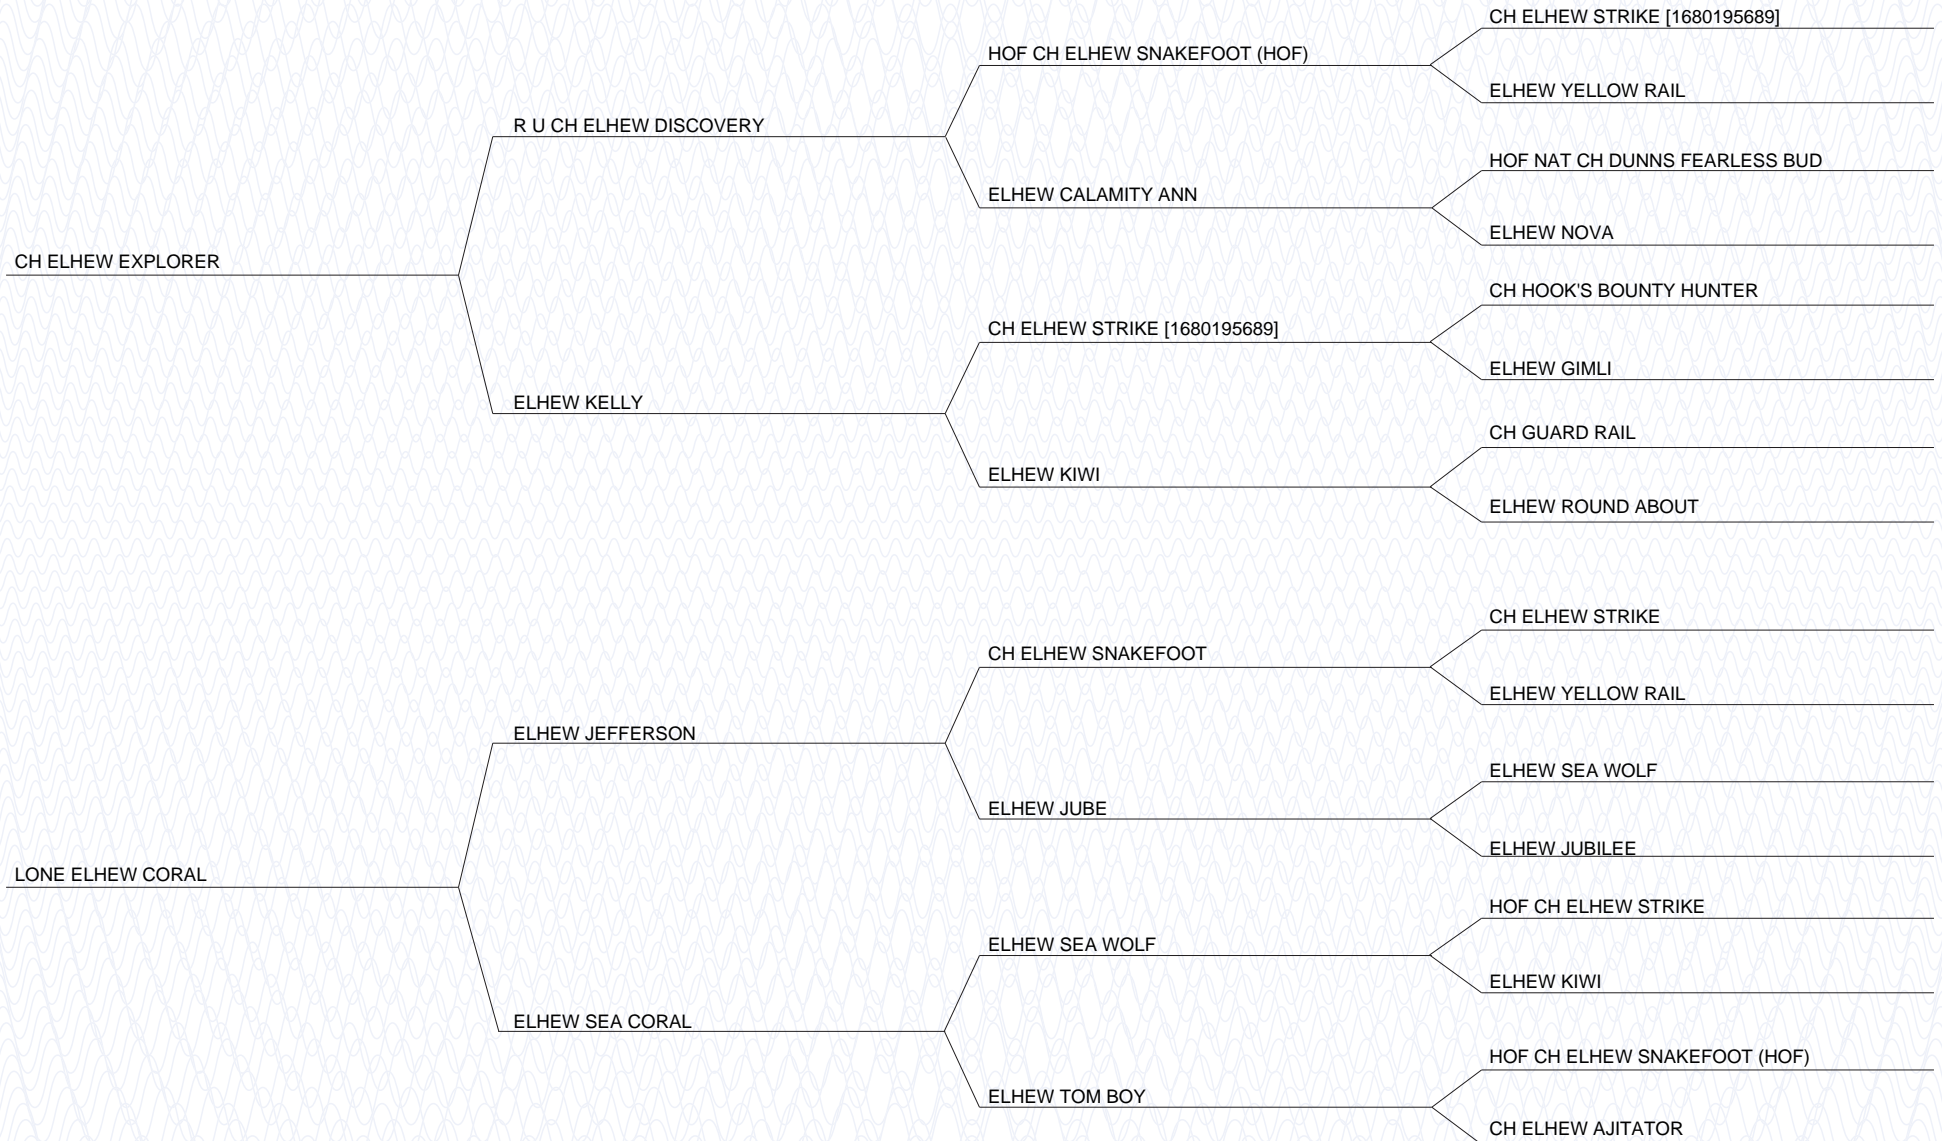 CH ELHEW STRIKE [1680195689]
HOF CH ELHEW SNAKEFOOT (HOF)
ELHEW YELLOW RAIL
R U CH ELHEW DISCOVERY
HOF NAT CH DUNNS FEARLESS BUD
ELHEW CALAMITY ANN
ELHEW NOVA
CH ELHEW EXPLORER
CH HOOK'S BOUNTY HUNTER
CH ELHEW STRIKE [1680195689]
ELHEW GIMLI
ELHEW KELLY
CH GUARD RAIL
ELHEW KIWI
ELHEW ROUND ABOUT
CH ELHEW STRIKE
CH ELHEW SNAKEFOOT
ELHEW YELLOW RAIL
ELHEW JEFFERSON
ELHEW SEA WOLF
ELHEW JUBE
ELHEW JUBILEE
LONE ELHEW CORAL
HOF CH ELHEW STRIKE
ELHEW SEA WOLF
ELHEW KIWI
ELHEW SEA CORAL
HOF CH ELHEW SNAKEFOOT (HOF)
ELHEW TOM BOY
CH ELHEW AJITATOR